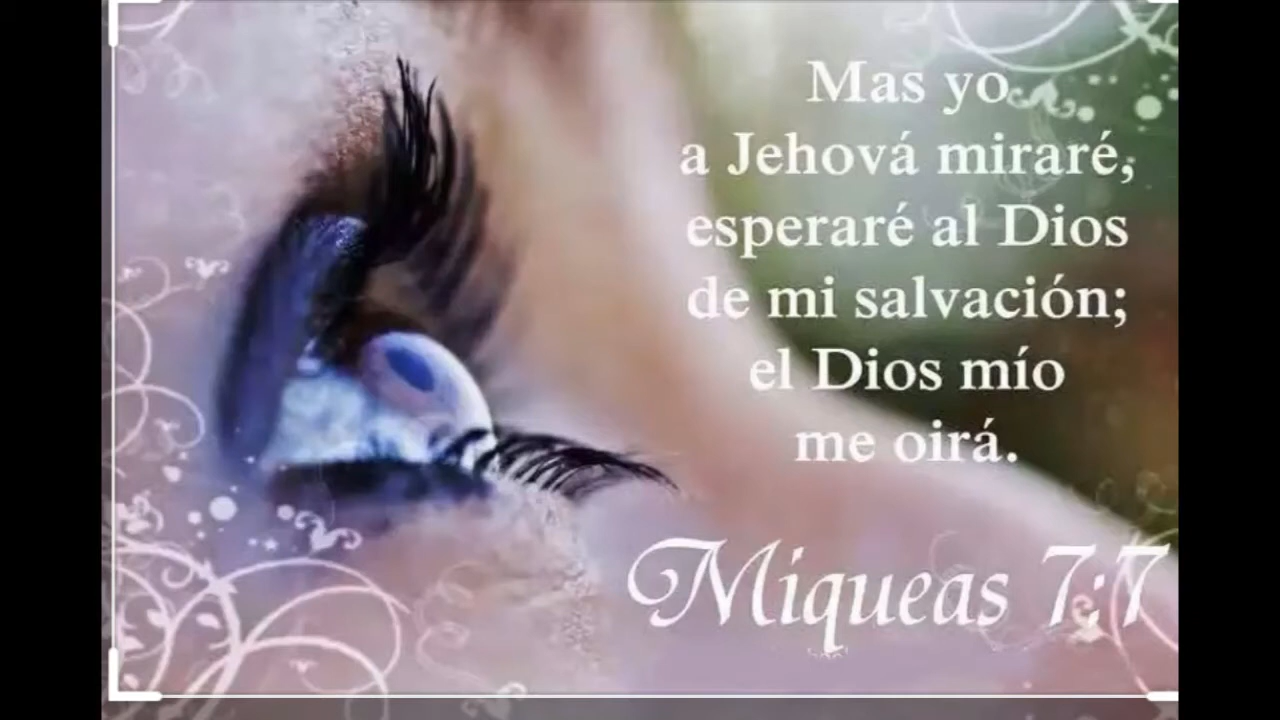 Mas yo
a Jehová miraré,
esperaré al Dios
de mi salvación;
el Dios mío
me oirá.
Miqueas 7:7